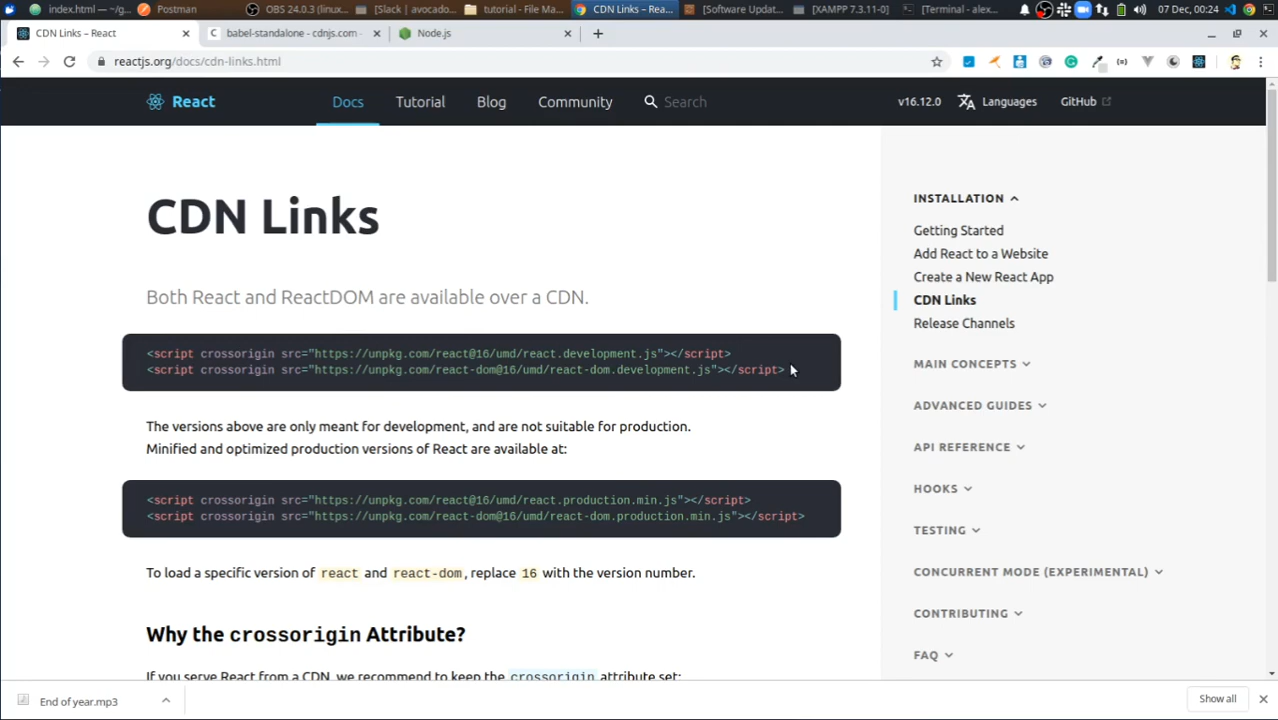 index.html — ~/g...
Postman
OBS 24.0.3 (linux...
[Slack | avocado...
tutorial - File Ma...
CDN Links – Reac...
[Software Updat...
[XAMPP 7.3.11-0]
[Terminal - alex...
07 Dec, 00:24
CDN Links – React
babel-standalone - cdnjs.com -
Node.js
reactjs.org/docs/cdn-links.html
React
Docs
Tutorial
Blog
Community
Search
v16.12.0
Languages
GitHub
CDN Links
Both React and ReactDOM are available over a CDN.
<script crossorigin src="https://unpkg.com/react@16/umd/react.development.js"></script>
<script crossorigin src="https://unpkg.com/react-dom@16/umd/react-dom.development.js"></script>
The versions above are only meant for development, and are not suitable for production.
Minified and optimized production versions of React are available at:
<script crossorigin src="https://unpkg.com/react@16/umd/react.production.min.js"></script>
<script crossorigin src="https://unpkg.com/react-dom@16/umd/react-dom.production.min.js"></script>
To load a specific version of react and react-dom, replace 16 with the version number.
Why the crossorigin Attribute?
If you serve React from a CDN, we recommend to keep the crossorigin attribute set:
INSTALLATION
Getting Started
Add React to a Website
Create a New React App
CDN Links
Release Channels
MAIN CONCEPTS
ADVANCED GUIDES
API REFERENCE
HOOKS
TESTING
CONCURRENT MODE (EXPERIMENTAL)
CONTRIBUTING
FAQ
End of year.mp3
Show all